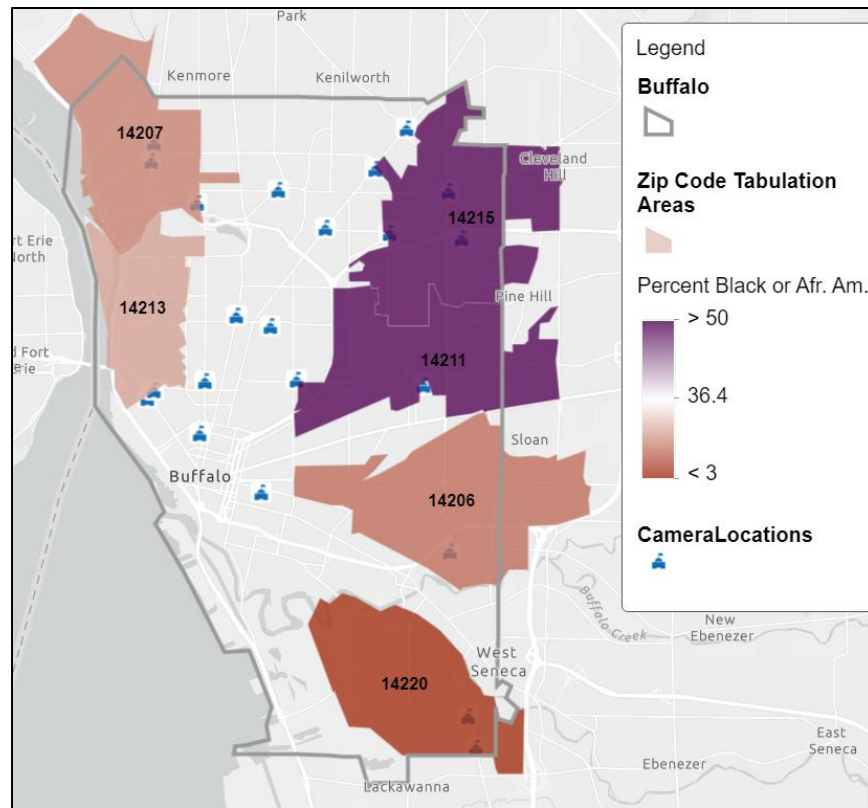 Park
Kenmore
Kenilworth
14207
Cleveland
Hill
14215
rt Erie
North
Pine Hill
14213
d Fort
Erie
14211
Sloan
Buffalo
14206
Buffalo Creek
New
Ebenezer
West
Seneca
14220
East
Seneca
Ebenezer
Lackawanna
Legend
Buffalo
Zip Code Tabulation
Areas
Percent Black or Afr. Am.
> 50
36.4
< 3
CameraLocations